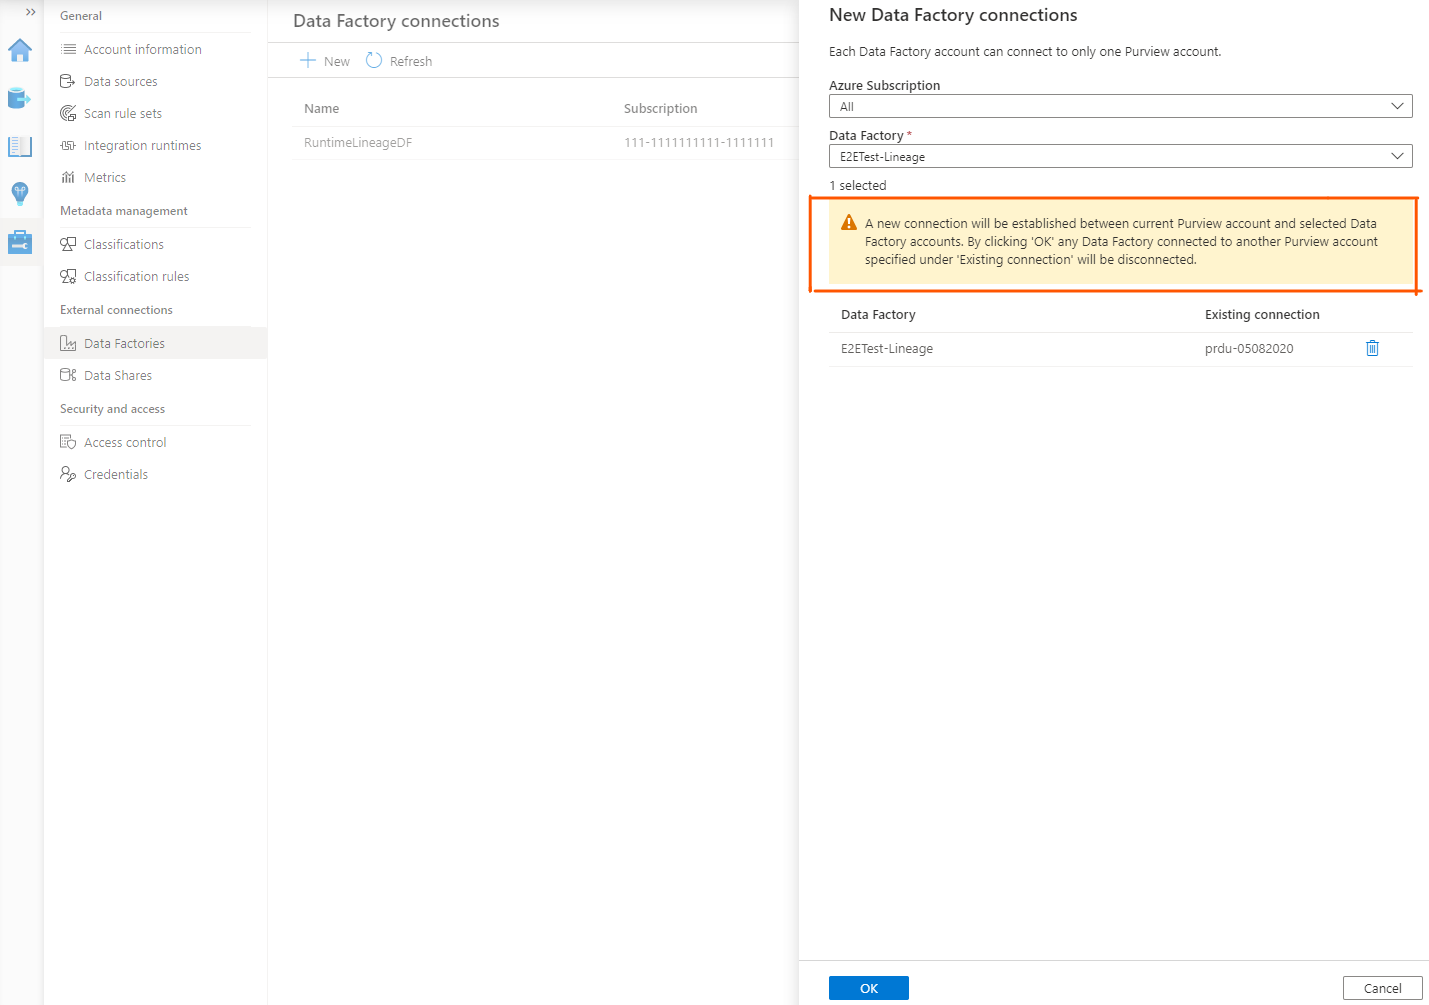 General
Account information
Data sources
Scan rule sets
Integration runtimes
Metrics
Metadata management
Classifications
Classification rules
External connections
Data Factories
Data Shares
Security and access
Access control
Credentials
Data Factory connections
New Refresh
Name Subscription
RuntimeLineageDF 111-1111111111-1111111
New Data Factory connections
Each Data Factory account can connect to only one Purview account.
Azure Subscription
All
Data Factory *
E2ETest-Lineage
1 selected
A new connection will be established between current Purview account and selected Data
Factory accounts. By clicking 'OK' any Data Factory connected to another Purview account
specified under 'Existing connection' will be disconnected.
Data Factory Existing connection
E2ETest-Lineage prdu-05082020
OK Cancel